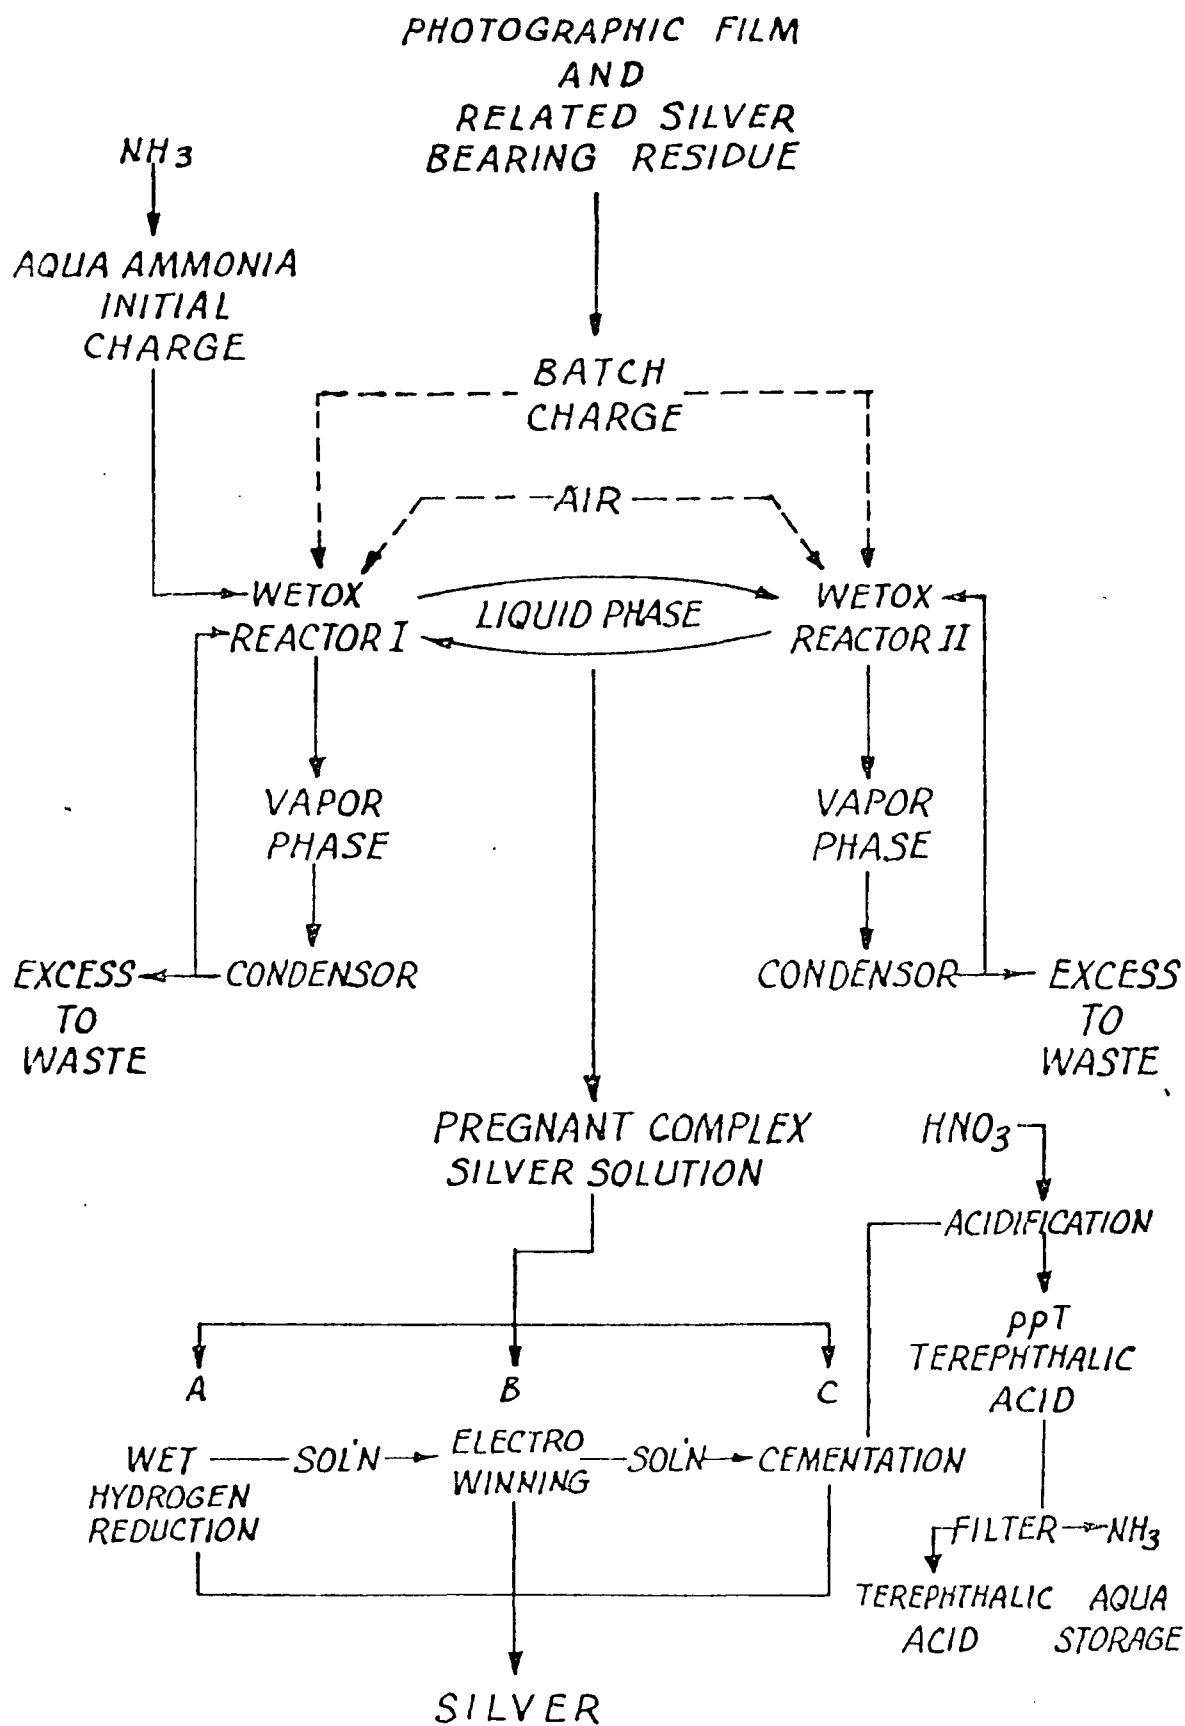 PHOTOGRAPHIC FILM
AND
RELATED SILVER
BEARING RESIDUE
NH3
AQUA AMMONIA
INITIAL
CHARGE
BATCH
CHARGE
AIR
WETOX
REACTOR I
LIQUID PHASE
WETOX
REACTOR II
VAPOR
PHASE
VAPOR
PHASE
EXCESS
TO
WASTE
CONDENSOR
CONDENSOR
EXCESS
TO
WASTE
PREGNANT COMPLEX
SILVER SOLUTION
HNO3
ACIDIFICATION
PPT
TEREPHTHALIC
ACID
A
B
C
WET
HYDROGEN
REDUCTION
SOL'N
ELECTRO
WINNING
SOL'N
CEMENTATION
FILTER
NH3
TEREPHTHALIC
ACID
AQUA
STORAGE
SILVER